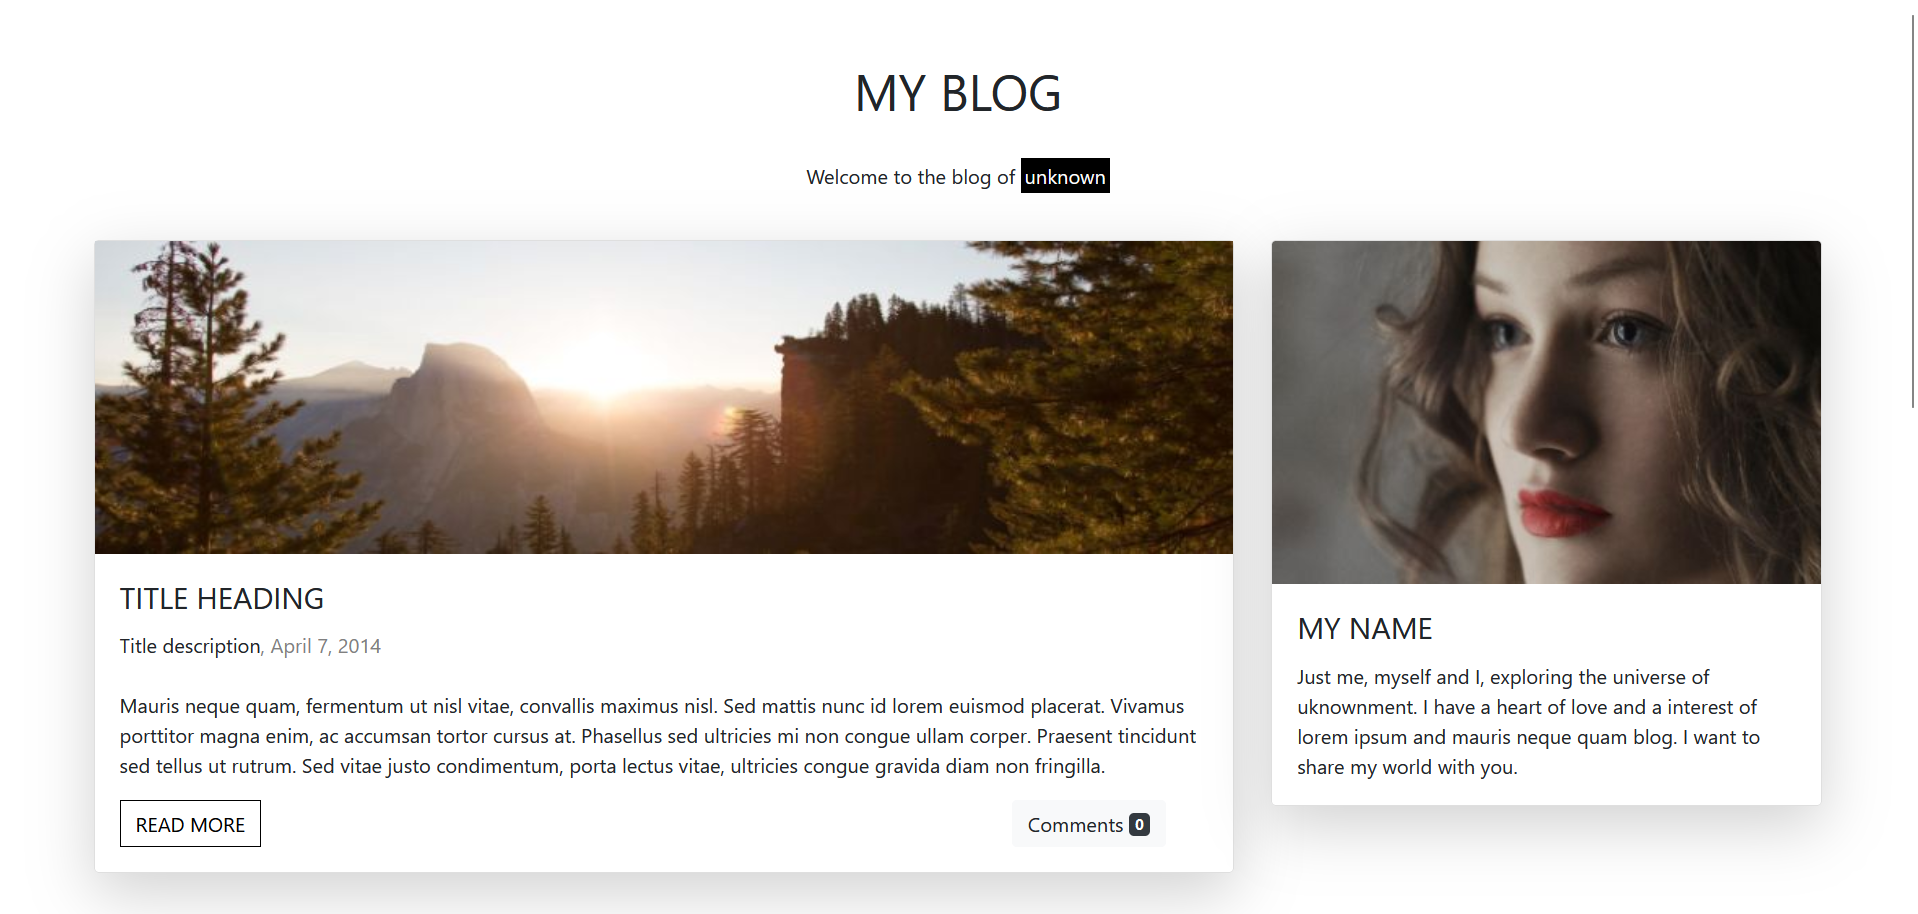 MY BLOG
Welcome to the blog of unknown
TITLE HEADING
Title description, April 7, 2014
Mauris neque quam, fermentum ut nisl vitae, convallis maximus nisl. Sed mattis nunc id lorem euismod placerat. Vivamus
porttitor magna enim, ac accumsan tortor cursus at. Phasellus sed ultricies mi non congue ullam corper. Praesent tincidunt
sed tellus ut rutrum. Sed vitae justo condimentum, porta lectus vitae, ultricies congue gravida diam non fringilla.
READ MORE
Comments 0
MY NAME
Just me, myself and I, exploring the universe of
uknownment. I have a heart of love and a interest of
lorem ipsum and mauris neque quam blog. I want to
share my world with you.